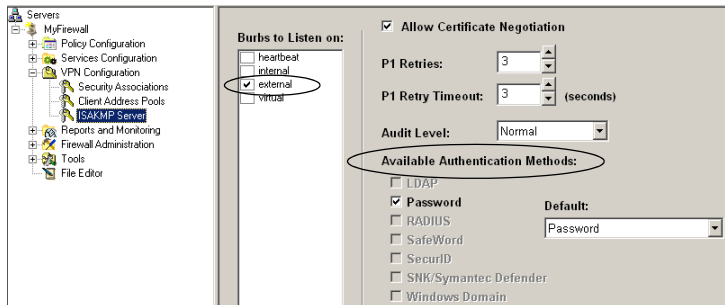 Servers
MyFirewall
Policy Configuration
Services Configuration
VPN Configuration
Security Associations
Client Address Pools
ISAKMP Server
Reports and Monitoring
Firewall Administration
Tools
File Editor
Burbs to Listen on:
heartbeat
internal
external
virtual
Allow Certificate Negotiation
P1 Retries: 3
P1 Retry Timeout: 3 (seconds)
Audit Level: Normal
Available Authentication Methods:
LDAP
Password
RADIUS
SafeWord
SecurID
SNK/Symantec Defender
Windows Domain
Default:
Password